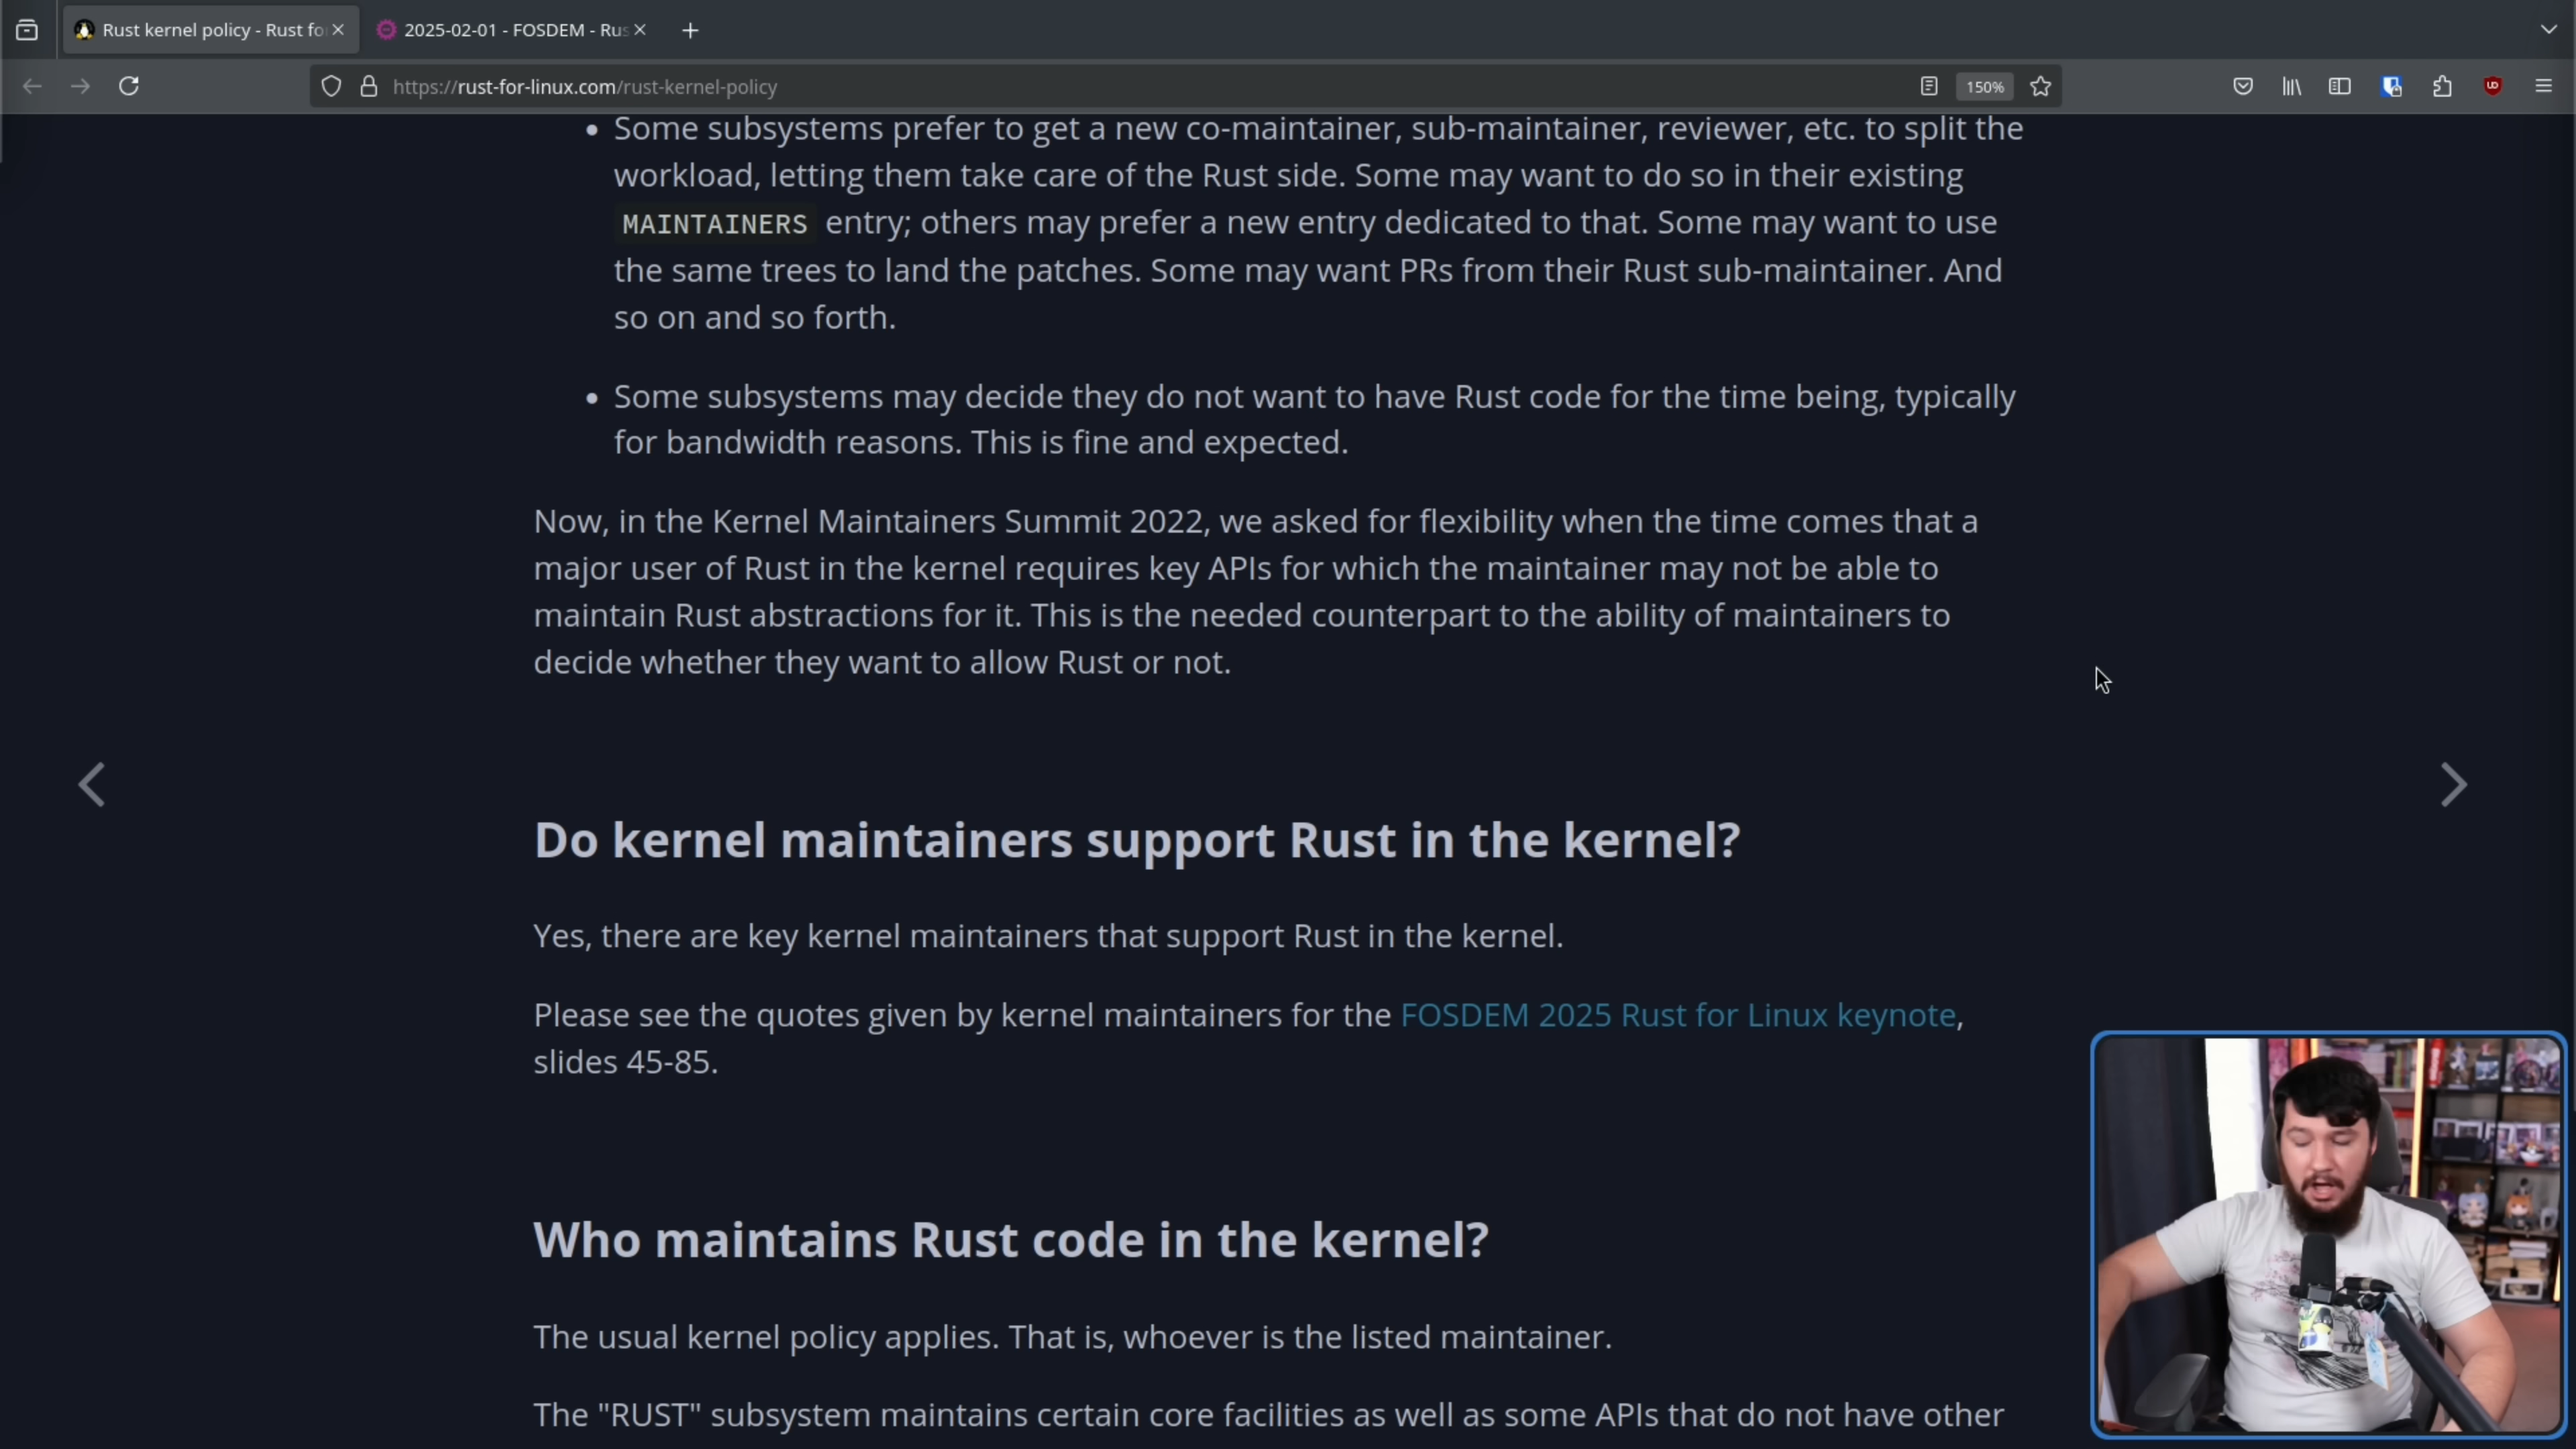 Rust kernel policy - Rust fo
2025-02-01 - FOSDEM - Rus
https://rust-for-linux.com/rust-kernel-policy
150%
Some subsystems prefer to get a new co-maintainer, sub-maintainer, reviewer, etc. to split the
workload, letting them take care of the Rust side. Some may want to do so in their existing
MAINTAINERS entry; others may prefer a new entry dedicated to that. Some may want to use
the same trees to land the patches. Some may want PRs from their Rust sub-maintainer. And
so on and so forth.
Some subsystems may decide they do not want to have Rust code for the time being, typically
for bandwidth reasons. This is fine and expected.
Now, in the Kernel Maintainers Summit 2022, we asked for flexibility when the time comes that a
major user of Rust in the kernel requires key APIs for which the maintainer may not be able to
maintain Rust abstractions for it. This is the needed counterpart to the ability of maintainers to
decide whether they want to allow Rust or not.
Do kernel maintainers support Rust in the kernel?
Yes, there are key kernel maintainers that support Rust in the kernel.
Please see the quotes given by kernel maintainers for the FOSDEM 2025 Rust for Linux keynote,
slides 45-85.
Who maintains Rust code in the kernel?
The usual kernel policy applies. That is, whoever is the listed maintainer.
The "RUST" subsystem maintains certain core facilities as well as some APIs that do not have other